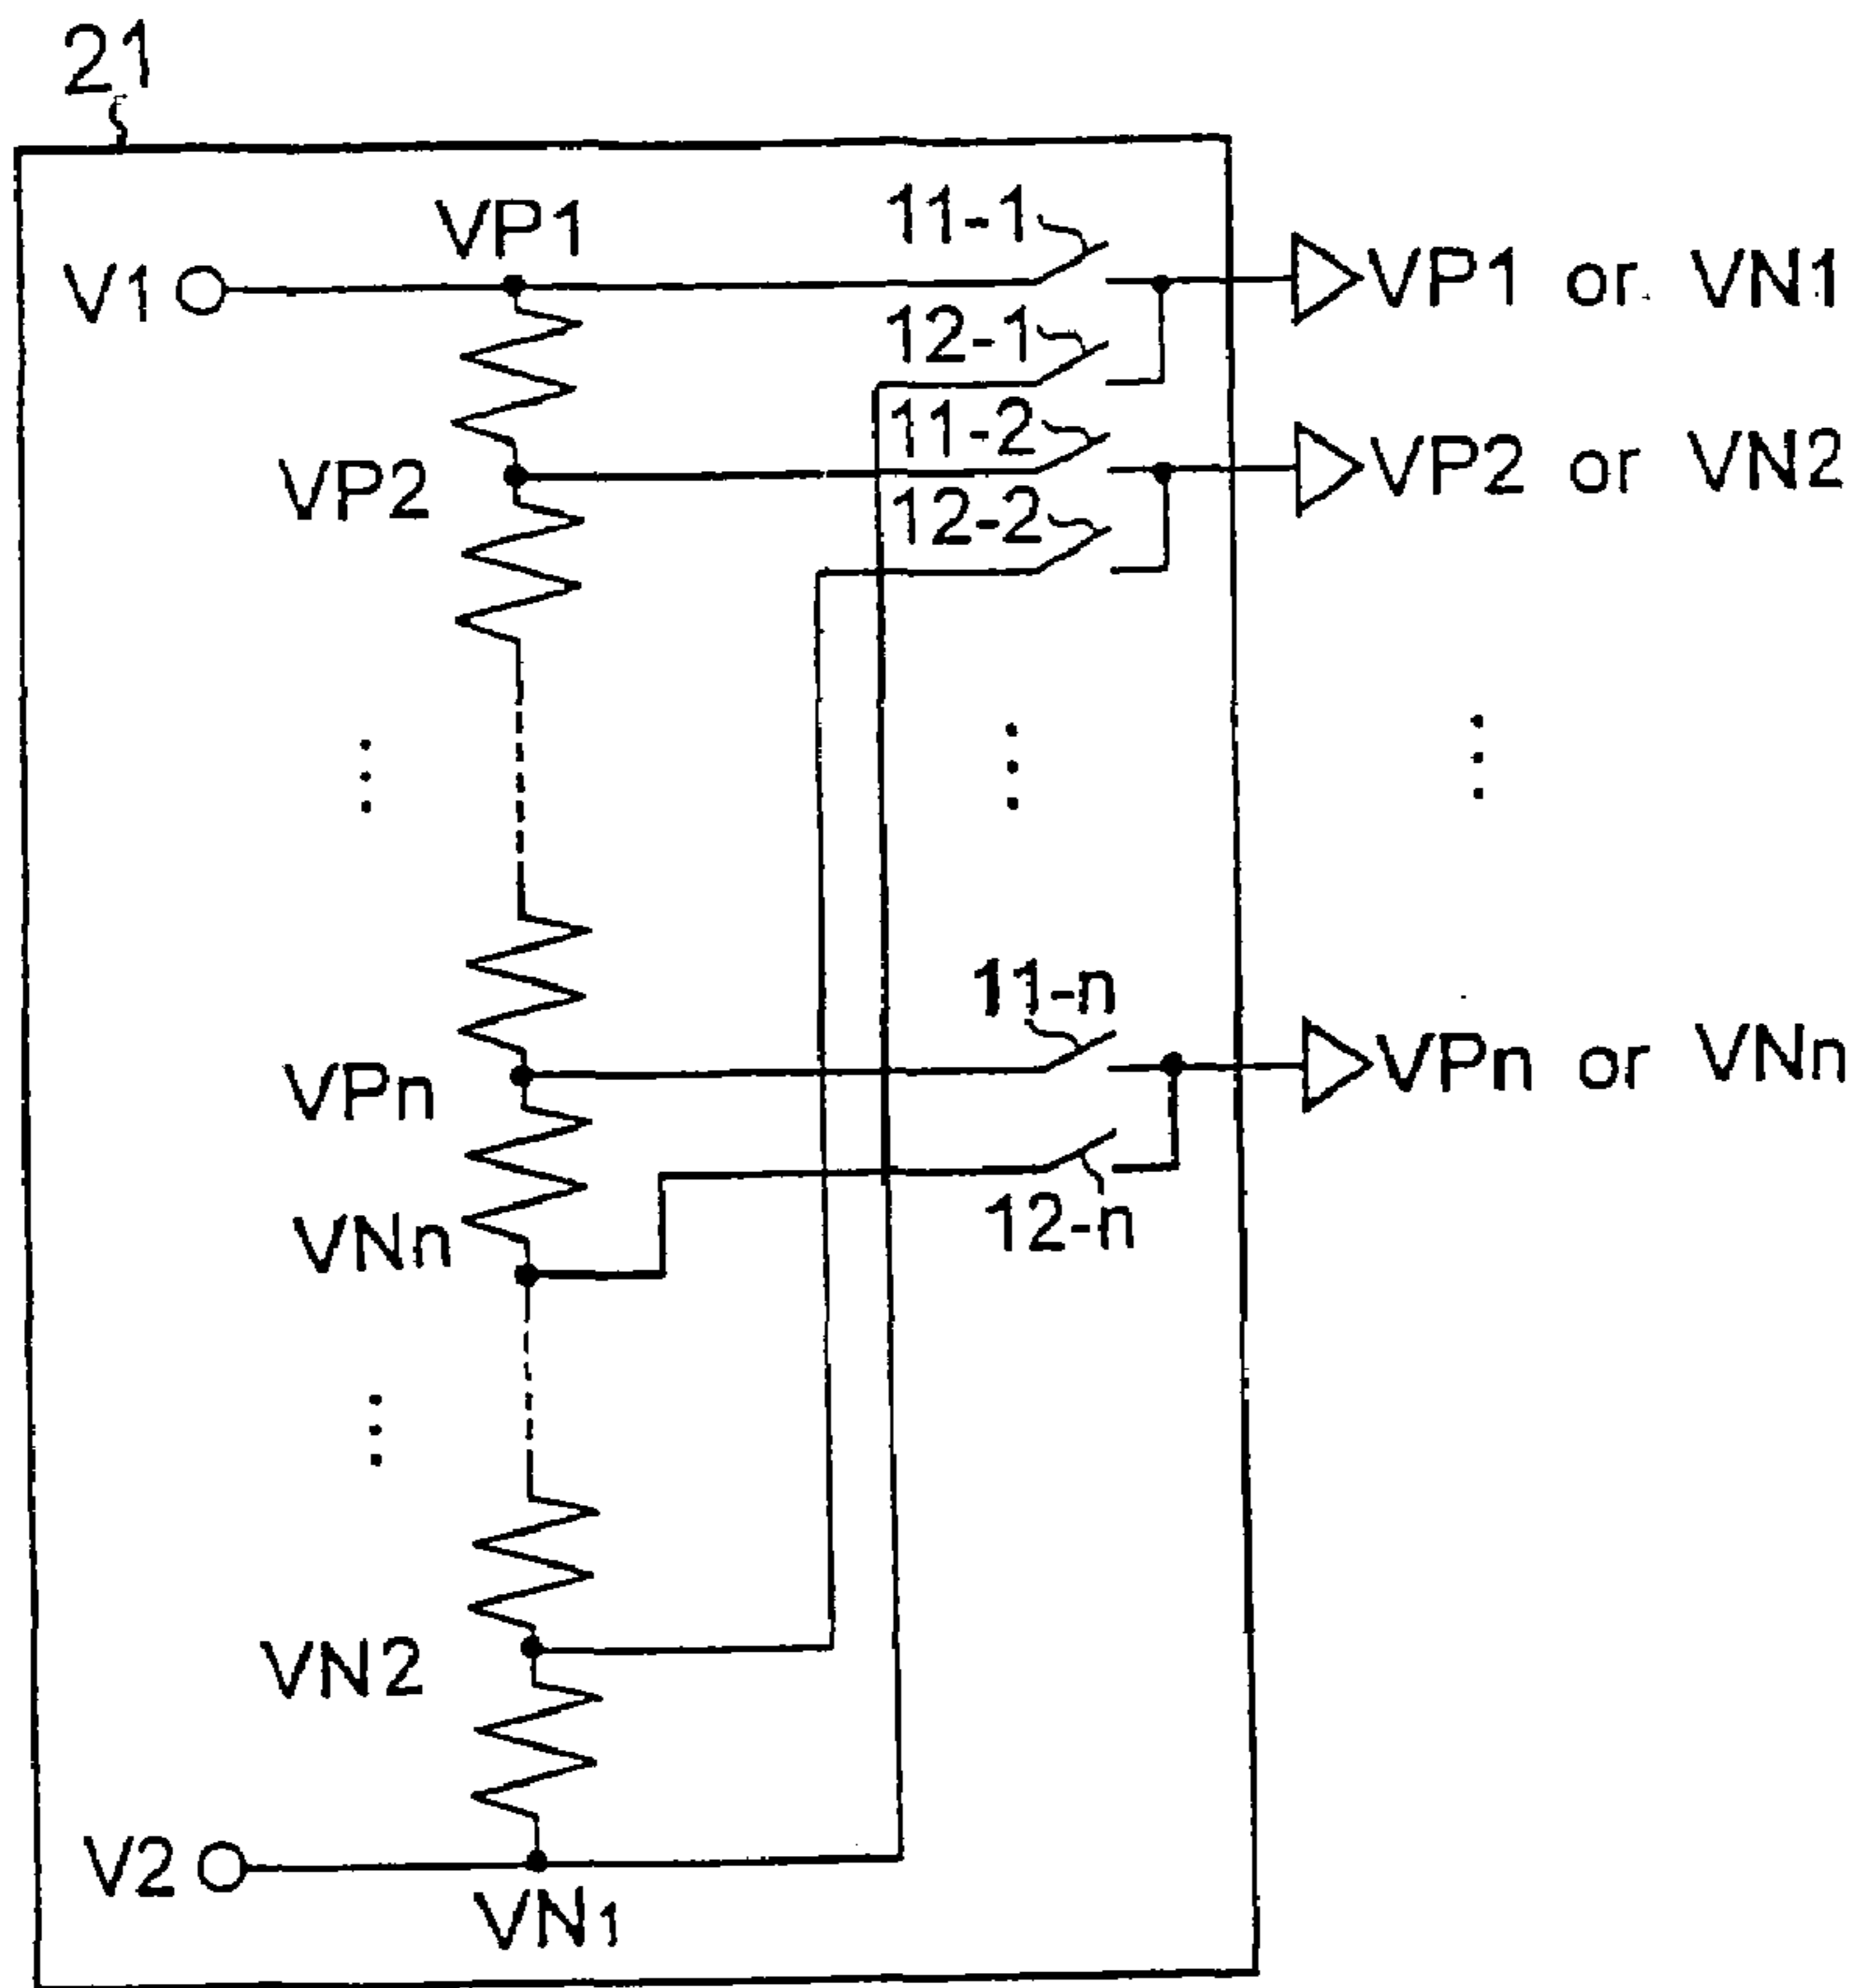 21
VP1
11-1
V1
VP1 or VN1
12-1
11-2
VP2
VP2 or VN2
12-2
11-n
VPn
VPn or VNn
12-n
VNn
VN2
V2
VN1